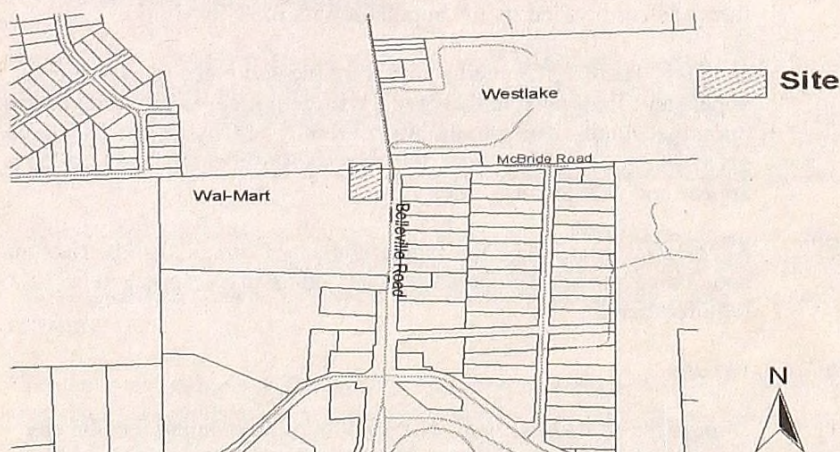 Westlake
Site
McBride Road
Wal-Mart
Belleville Road
N